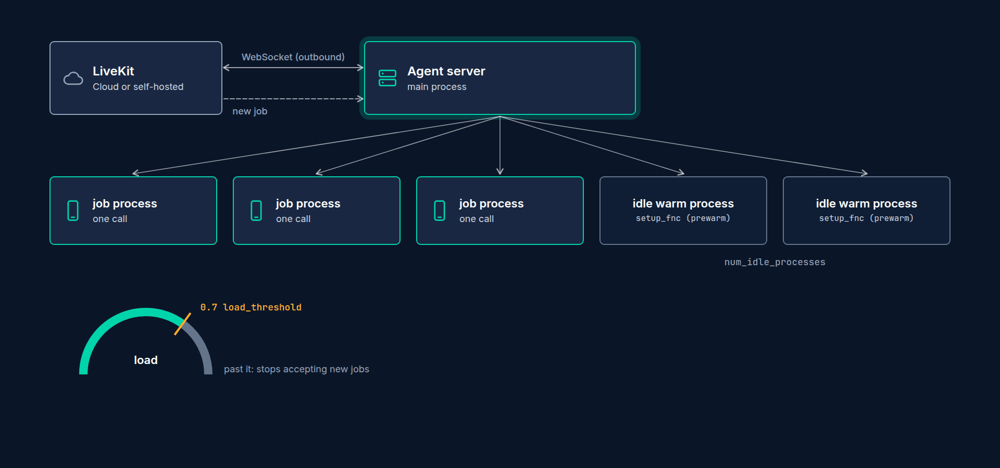 WebSocket (outbound)
LiveKit
Cloud or self-hosted
Agent server
main process
new job
job process
one call
job process
one call
job process
one call
idle warm process
setup_fnc (prewarm)
idle warm process
setup_fnc (prewarm)
num_idle_processes
0.7 load_threshold
load
past it: stops accepting new jobs